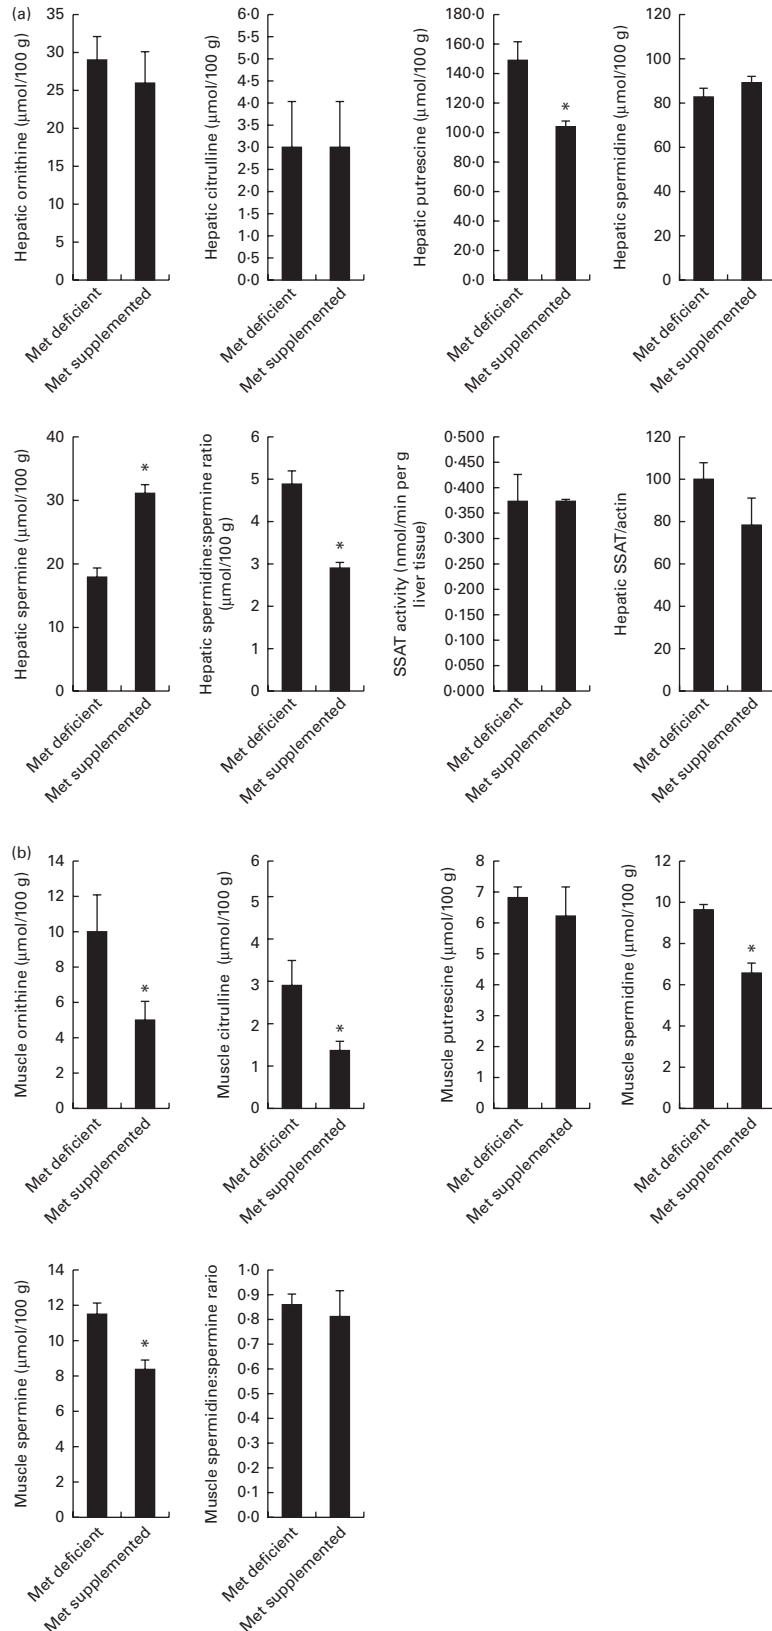 (a)
Hepatic ornithine (μmol/100 g)
35
30
25
20
15
10
5
0
Met deficient
Met supplemented
Hepatic citrulline (μmol/100 g)
6·0
5·5
5·0
4·5
4·0
3·5
3·0
2·5
2·0
1·5
1·0
0·5
0·0
Met deficient
Met supplemented
Hepatic putrescine (μmol/100 g)
180·0
160·0
140·0
120·0
100·0
80·0
60·0
40·0
20·0
0·0
*
Met deficient
Met supplemented
Hepatic spermidine (μmol/100 g)
120
100
80
60
40
20
0
Met deficient
Met supplemented
Hepatic spermine (μmol/100 g)
40
30
20
10
0
*
Met deficient
Met supplemented
Hepatic spermidine:spermine ratio
(μmol/100 g)
6
5
4
3
2
1
0
*
Met deficient
Met supplemented
SSAT activity (nmol/min per g
liver tissue)
0·500
0·450
0·400
0·350
0·300
0·250
0·200
0·150
0·100
0·050
0·000
Met deficient
Met supplemented
Hepatic SSAT/actin
120
100
80
60
40
20
0
Met deficient
Met supplemented
(b)
Muscle ornithine (μmol/100 g)
14
12
10
8
6
4
2
0
*
Met deficient
Met supplemented
Muscle citrulline (μmol/100 g)
6
5
4
3
2
1
0
*
Met deficient
Met supplemented
Muscle putrescine (μmol/100 g)
8
7
6
5
4
3
2
1
0
Met deficient
Met supplemented
Muscle spermidine (μmol/100 g)
12
10
8
6
4
2
0
*
Met deficient
Met supplemented
Muscle spermine (μmol/100 g)
14
12
10
8
6
4
2
0
*
Met deficient
Met supplemented
Muscle spermidine:spermine rario
1·0
0·9
0·8
0·7
0·6
0·5
0·4
0·3
0·2
0·1
0·0
Met deficient
Met supplemented